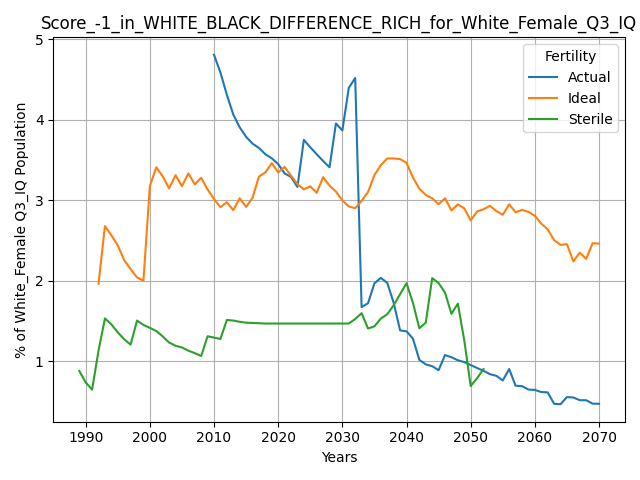 Score_-1_in_WHITE_BLACK_DIFFERENCE_RICH_for_White_Female_Q3_IQ
% of White_Female Q3_IQ Population
5
4
3
2
1
Fertility
Actual
Ideal
Sterile
1990 2000 2010 2020 2030 2040 2050 2060 2070
Years